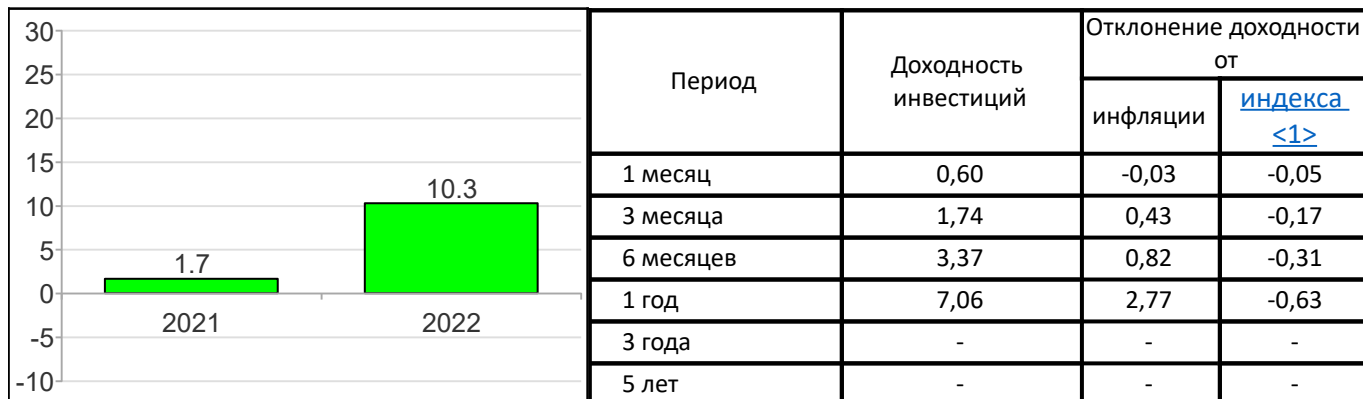 30
25
20
15
10
5
0
-5
-10
1.7
10.3
2021
2022
Период
Доходность
инвестиций
Отклонение доходности
от
инфляции
индекса
<1>
1 месяц 0,60 -0,03 -0,05
3 месяца 1,74 0,43 -0,17
6 месяцев 3,37 0,82 -0,31
1 год 7,06 2,77 -0,63
3 года - - -
5 лет - - -